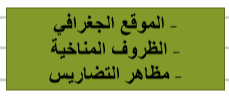 - الموقع الجغرافي
- الظروف المناخية
- مظاهر التضاريس